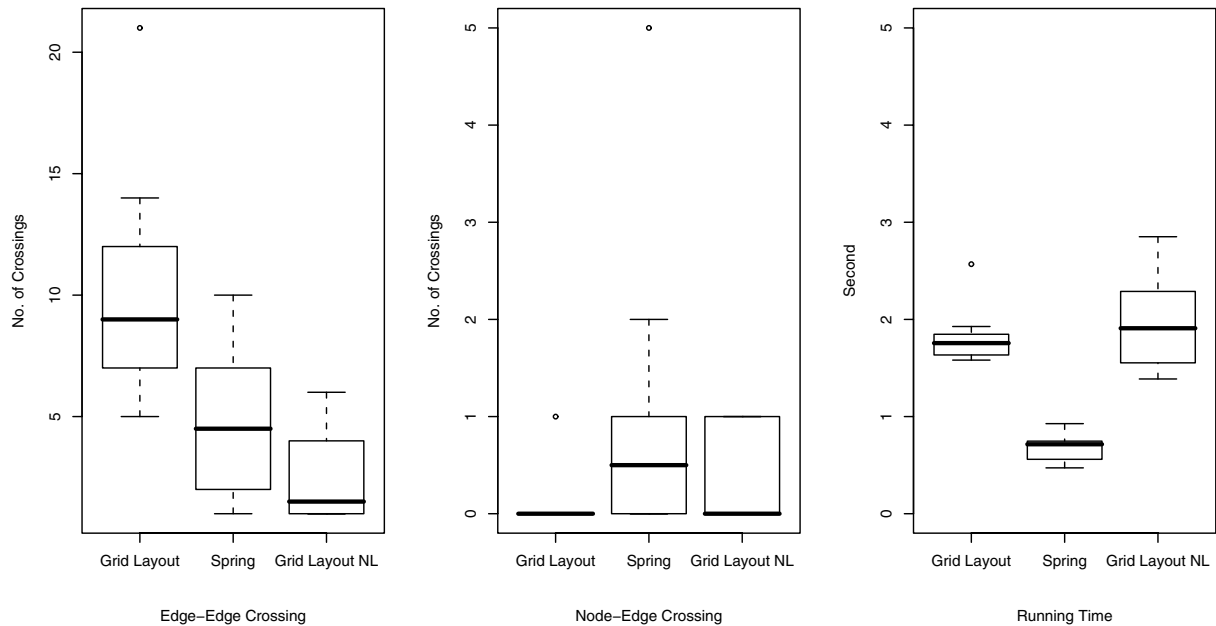 No. of Crossings
20
15
10
5
Grid Layout Spring Grid Layout NL
Edge−Edge Crossing
No. of Crossings
5
4
3
2
1
0
Grid Layout Spring Grid Layout NL
Node−Edge Crossing
Second
5
4
3
2
1
0
Grid Layout Spring Grid Layout NL
Running Time